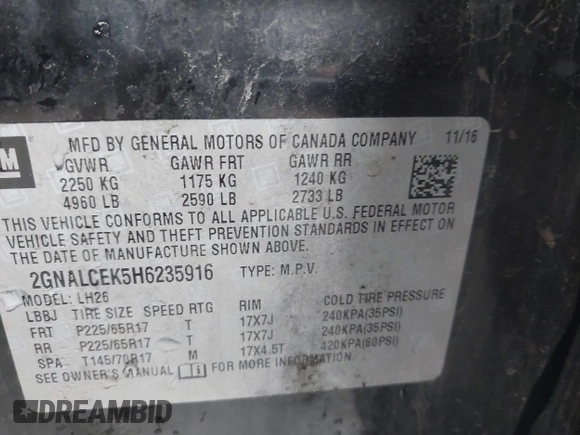 MFD BY GENERAL MOTORS OF CANADA COMPANY 11/16
GM
GVWR GAWR FRT GAWR RR
2250 KG 1175 KG 1240 KG
4960 LB 2590 LB 2733 LB
THIS VEHICLE CONFORMS TO ALL APPLICABLE U.S. FEDERAL MOTOR
VEHICLE SAFETY AND THEFT PREVENTION STANDARDS IN EFFECT ON
THE DATE OF MANUFACTURE SHOWN ABOVE.
2GNALCEK5H6235916 TYPE: M.P.V.
MODEL: LH26
LBBJ TIRE SIZE SPEED RTG RIM COLD TIRE PRESSURE
FRT P225/65R17 T 17X7J 240KPA(35PSI)
RR P225/65R17 T 17X7J 240KPA(35PSI)
SPA T145/70R17 M 17X4.5T 420KPA(60PSI)
SEE OWNER'S MANUAL FOR MORE INFORMATION.
DREAMBID